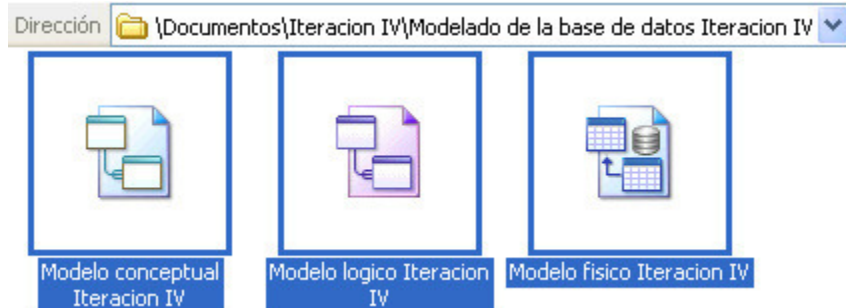 Dirección \Documentos\Iteracion IV\Modelado de la base de datos Iteracion IV
Modelo conceptual
Iteracion IV
Modelo logico Iteracion
IV
Modelo fisico Iteracion IV